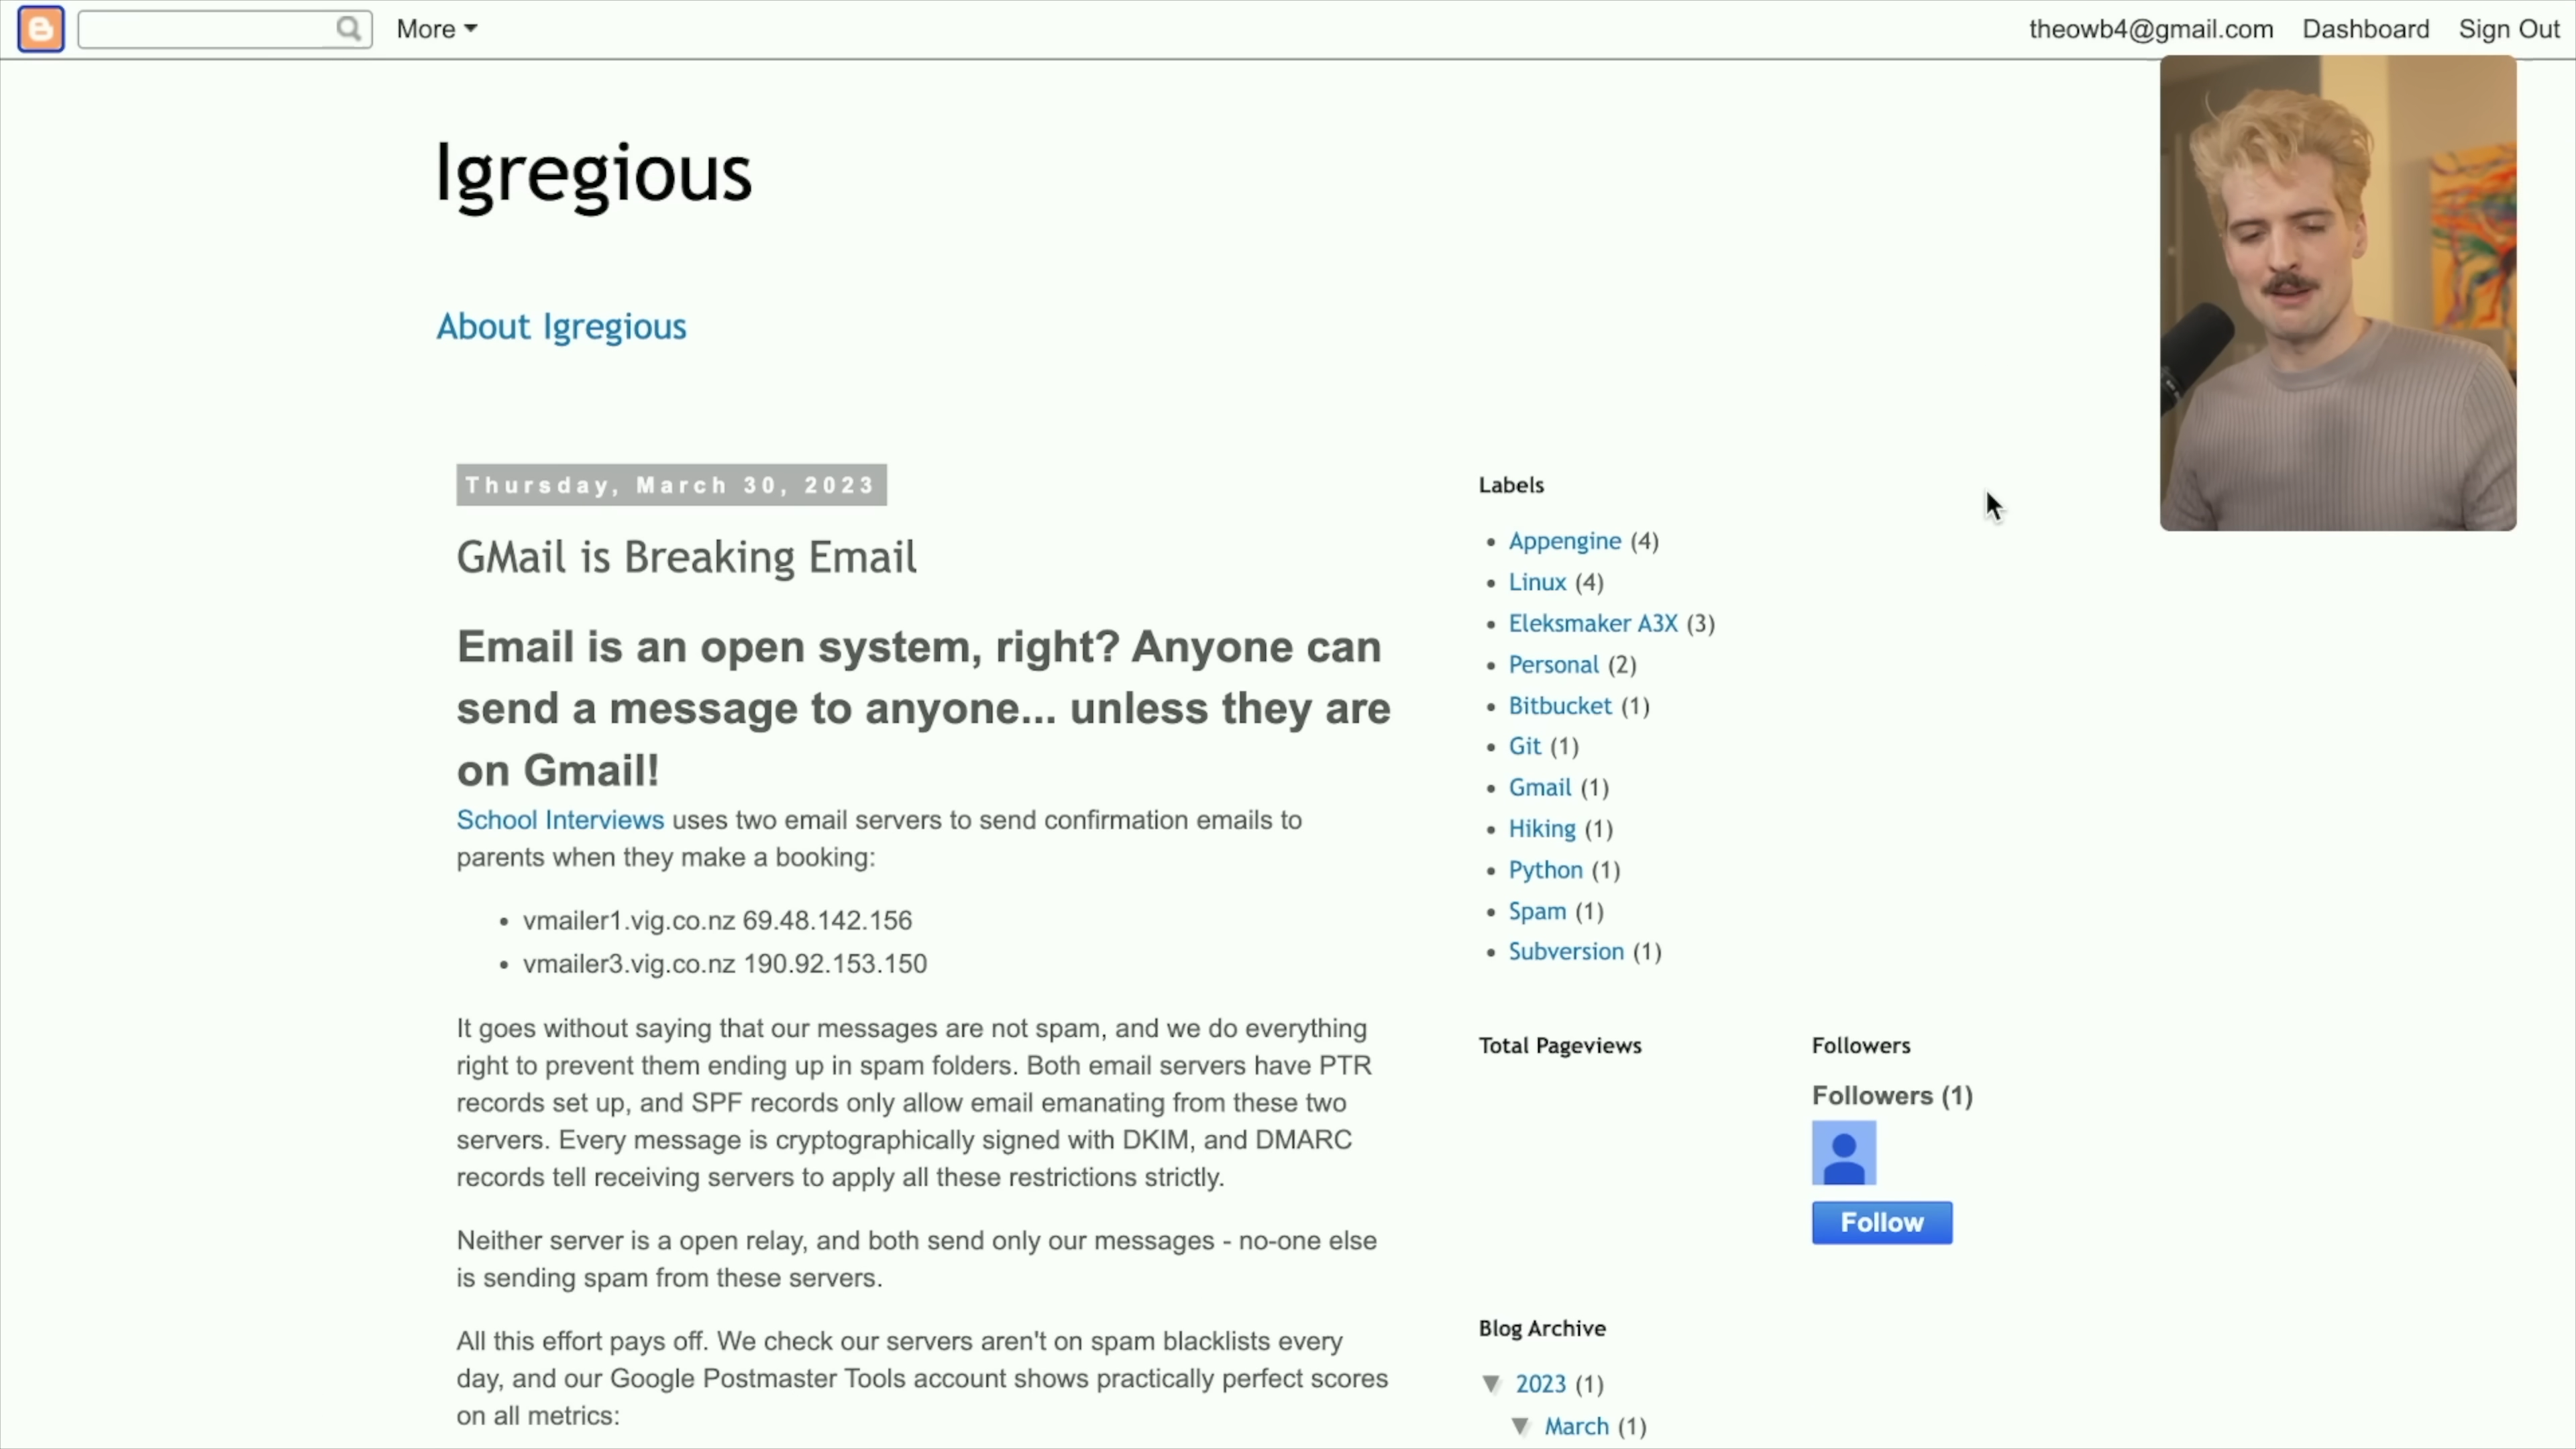 More
theowb4@gmail.com Dashboard Sign Out
Igregious
About Igregious
Thursday, March 30, 2023
GMail is Breaking Email
Email is an open system, right? Anyone can
send a message to anyone... unless they are
on Gmail!
School Interviews uses two email servers to send confirmation emails to
parents when they make a booking:
• vmailer1.vig.co.nz 69.48.142.156
• vmailer3.vig.co.nz 190.92.153.150
It goes without saying that our messages are not spam, and we do everything
right to prevent them ending up in spam folders. Both email servers have PTR
records set up, and SPF records only allow email emanating from these two
servers. Every message is cryptographically signed with DKIM, and DMARC
records tell receiving servers to apply all these restrictions strictly.
Neither server is a open relay, and both send only our messages - no-one else
is sending spam from these servers.
All this effort pays off. We check our servers aren't on spam blacklists every
day, and our Google Postmaster Tools account shows practically perfect scores
on all metrics:
Labels
• Appengine (4)
• Linux (4)
• Eleksmaker A3X (3)
• Personal (2)
• Bitbucket (1)
• Git (1)
• Gmail (1)
• Hiking (1)
• Python (1)
• Spam (1)
• Subversion (1)
Total Pageviews
Followers
Followers (1)
Follow
Blog Archive
▼ 2023 (1)
▼ March (1)